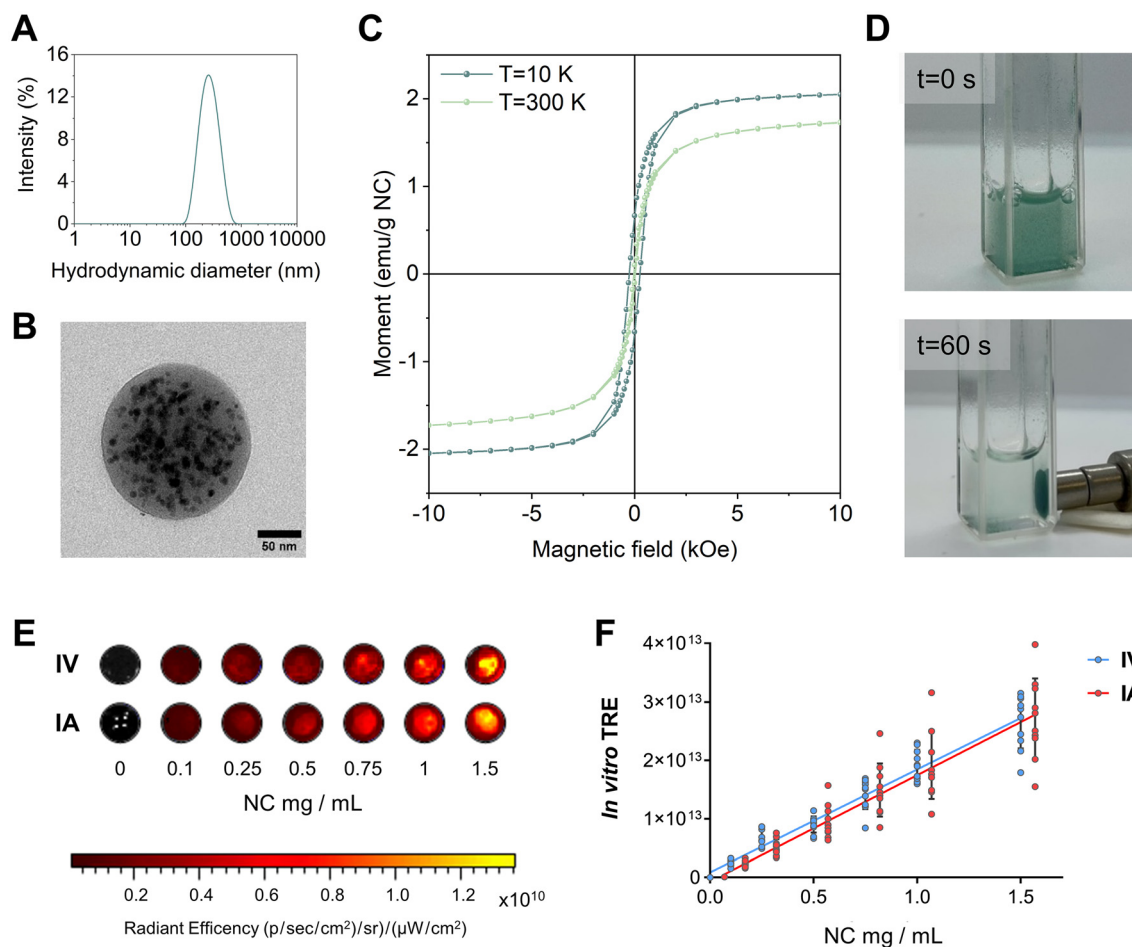 A
16
12
8
4
0
Intensity (%)
1
10
100
1000
10000
Hydrodynamic diameter (nm)
B
50 nm
C
T=10 K
T=300 K
2
1
0
-1
-2
Moment (emu/g NC)
-10
-5
0
5
10
Magnetic field (kOe)
D
t=0 s
t=60 s
E
IV
IA
0 0.1 0.25 0.5 0.75 1 1.5
NC mg / mL
0.2 0.4 0.6 0.8 1.0 1.2 x10¹⁰
Radiant Efficency (p/sec/cm²)/sr)/(µW/cm²)
F
4×10¹³
3×10¹³
2×10¹³
1×10¹³
0
In vitro TRE
0.0 0.5 1.0 1.5
NC mg / mL
IV